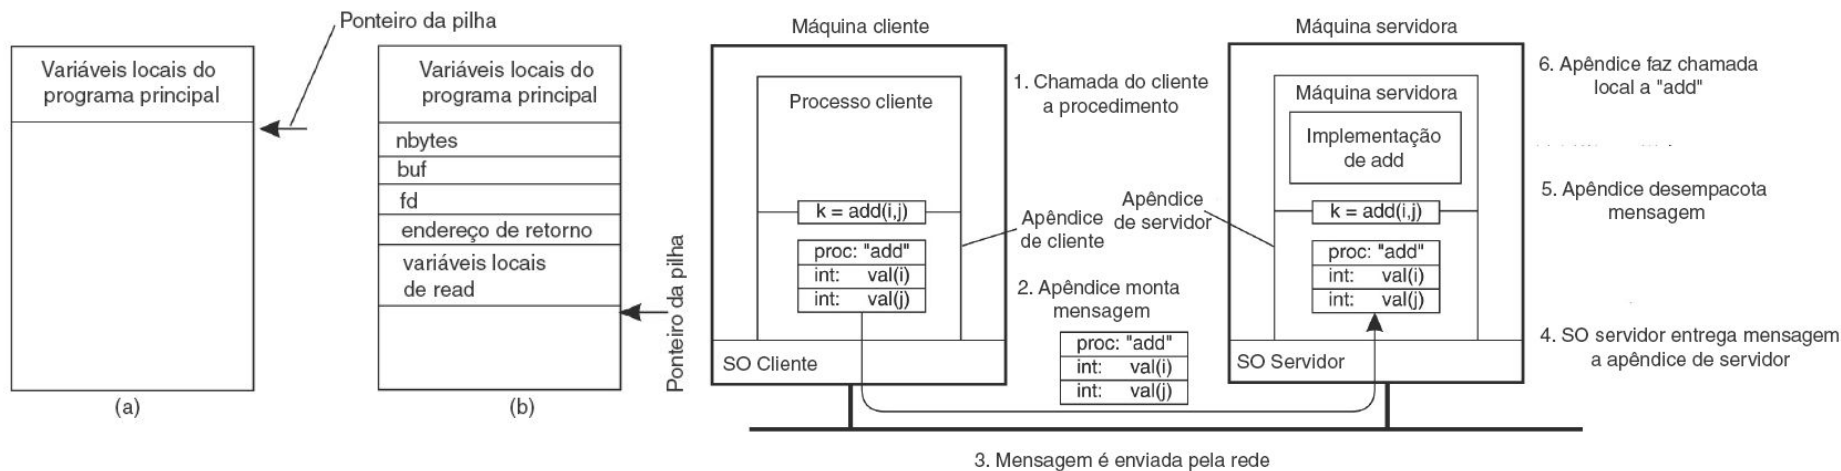 Ponteiro da pilha
Variáveis locais do
programa principal
(a)
Variáveis locais do
programa principal
nbytes
buf
fd
endereço de retorno
variáveis locais
de read
Ponteiro da pilha
(b)
Máquina cliente
Processo cliente
k = add(i,j)
proc: "add"
int: val(i)
int: val(j)
SO Cliente
1. Chamada do cliente
a procedimento
Apêndice
de cliente
2. Apêndice monta
mensagem
proc: "add"
int: val(i)
int: val(j)
3. Mensagem é enviada pela rede
Apêndice
de servidor
Máquina servidora
Máquina servidora
Implementação
de add
k = add(i,j)
proc: "add"
int: val(i)
int: val(j)
SO Servidor
6. Apêndice faz chamada
local a "add"
5. Apêndice desempacota
mensagem
4. SO servidor entrega mensagem
a apêndice de servidor